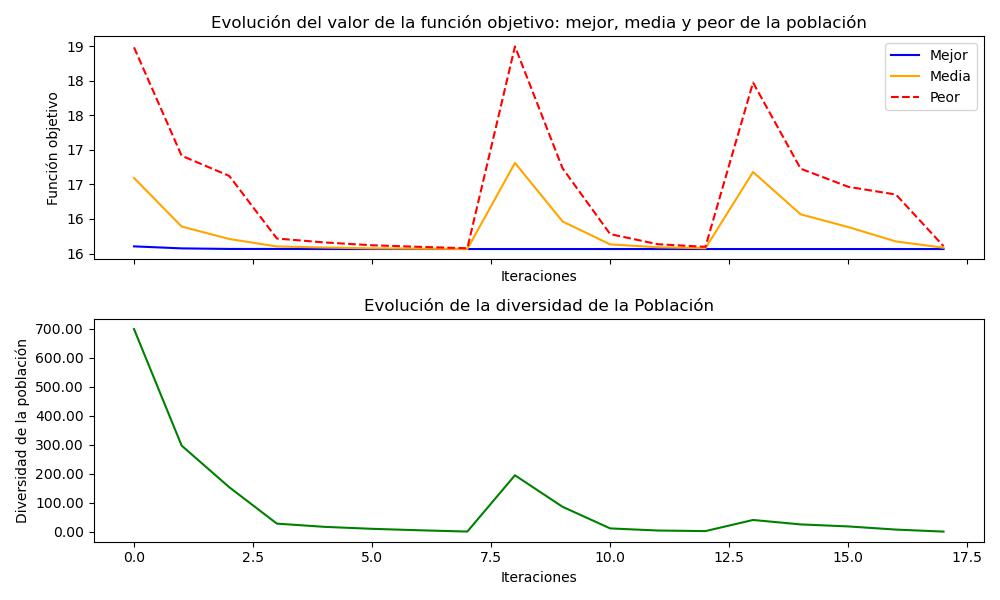 Evolución del valor de la función objetivo: mejor, media y peor de la población
Función objetivo
19
18
18
17
17
16
16
Mejor
Media
Peor
Iteraciones
Evolución de la diversidad de la Población
Diversidad de la población
700.00
600.00
500.00
400.00
300.00
200.00
100.00
0.00
0.0 2.5 5.0 7.5 10.0 12.5 15.0 17.5
Iteraciones